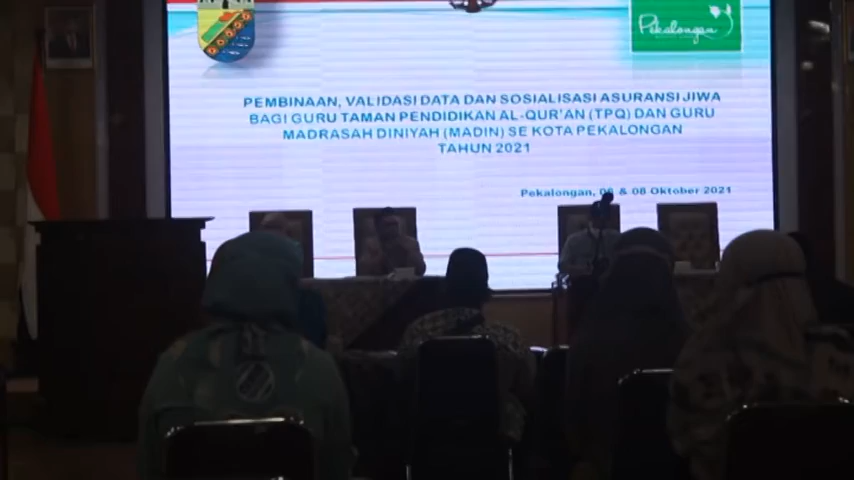 Pekalongan
PEMBINAAN, VALIDASI DATA DAN SOSIALISASI ASURANSI JIWA
BAGI GURU TAMAN PENDIDIKAN AL-QUR'AN (TPQ) DAN GURU
MADRASAH DINIYAH (MADIN) SE KOTA PEKALONGAN
TAHUN 2021
Pekalongan, 06 & 08 Oktober 2021